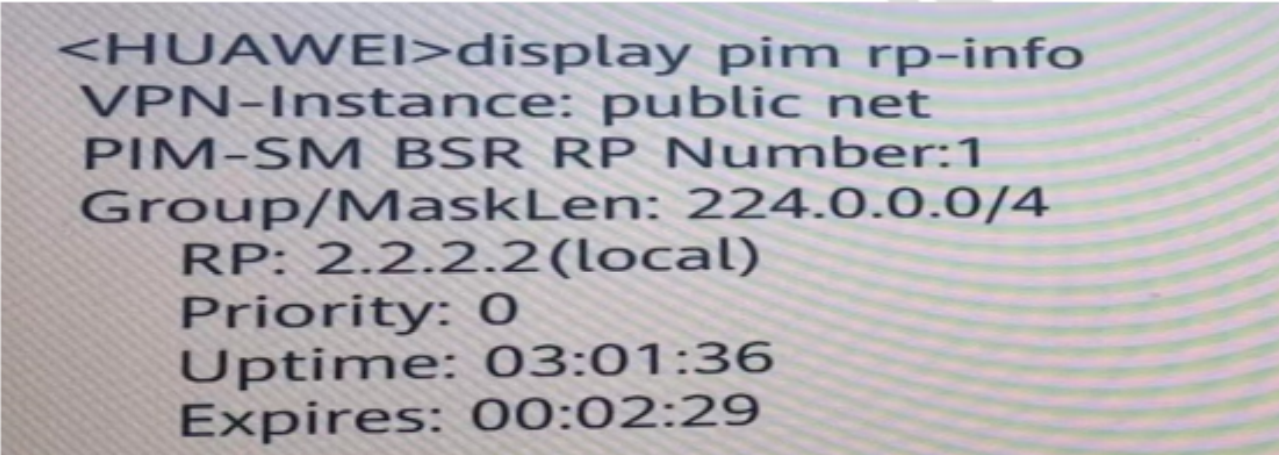 <HUAWEI>display pim rp-info
VPN-Instance: public net
PIM-SM BSR RP Number:1
Group/MaskLen: 224.0.0.0/4
RP: 2.2.2.2(local)
Priority: 0
Uptime: 03:01:36
Expires: 00:02:29